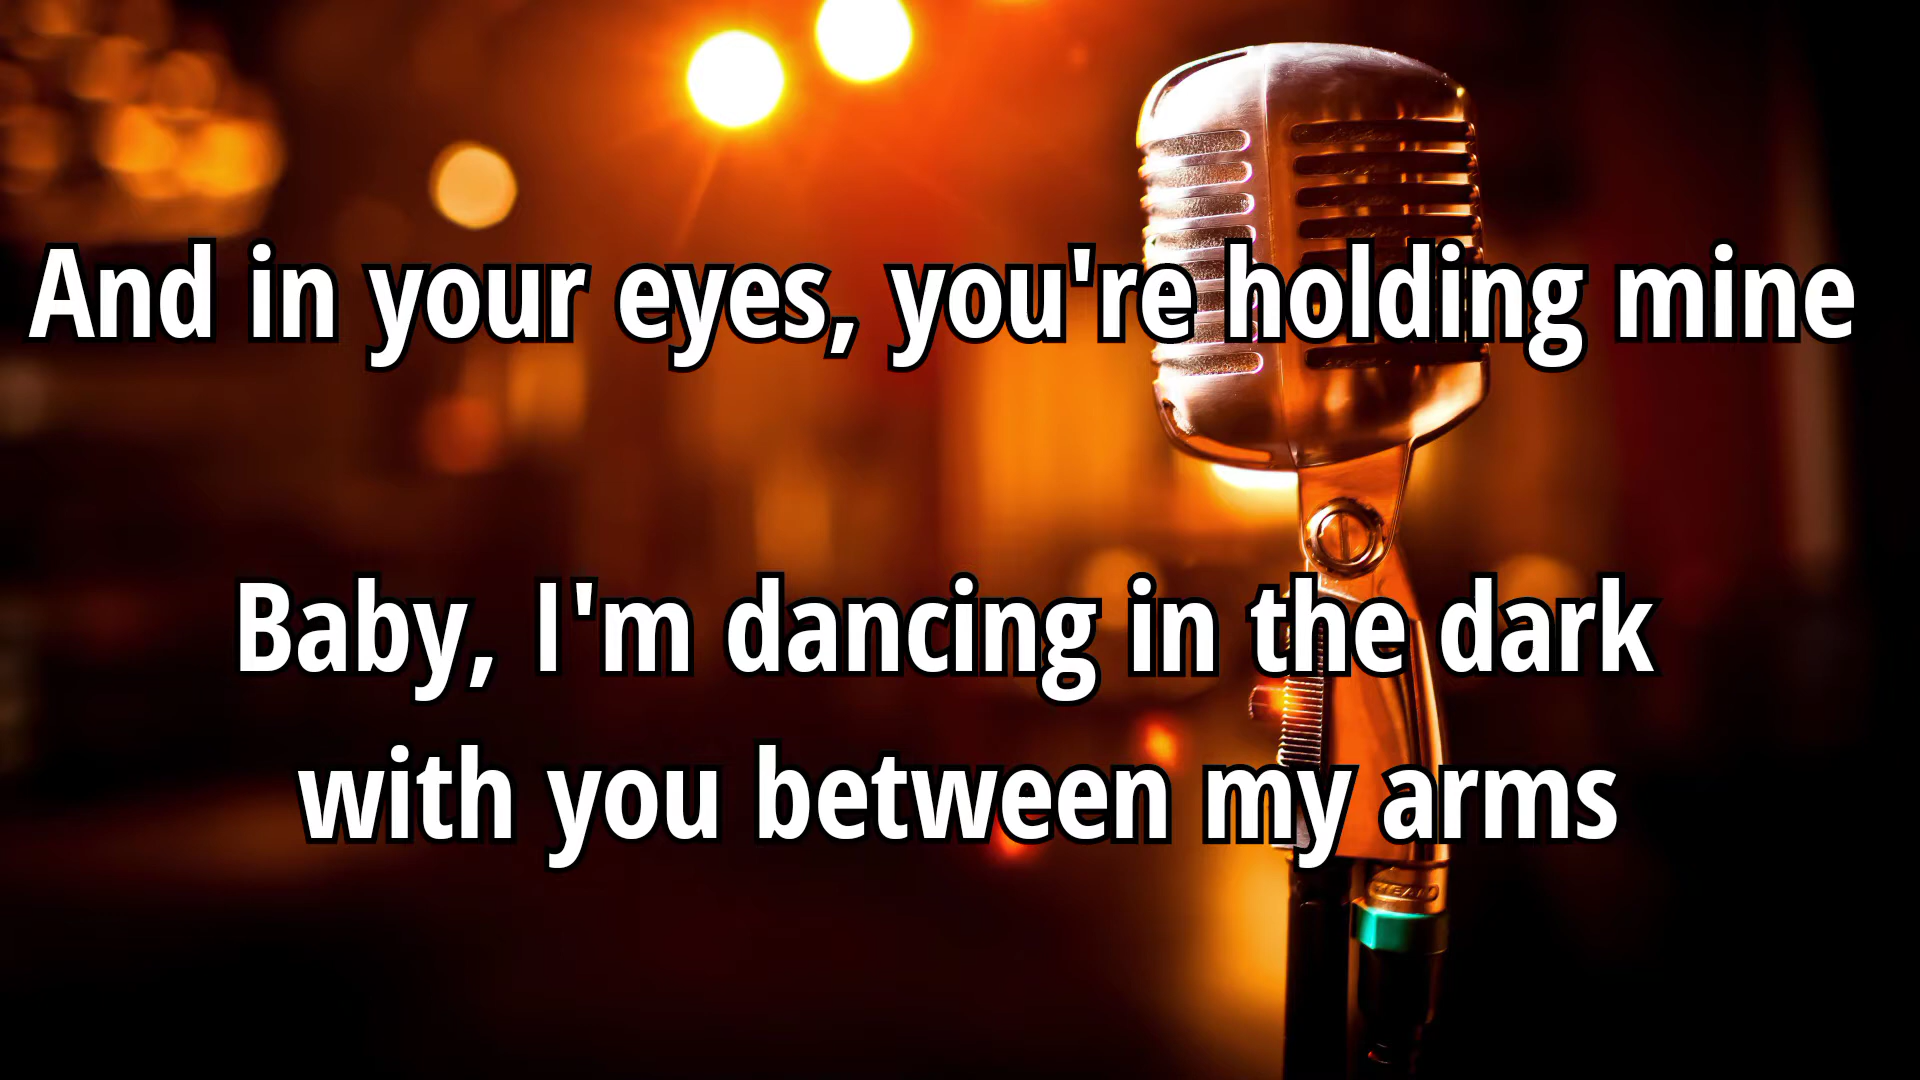 And in your eyes, you're holding mine
Baby, I'm dancing in the dark
with you between my arms